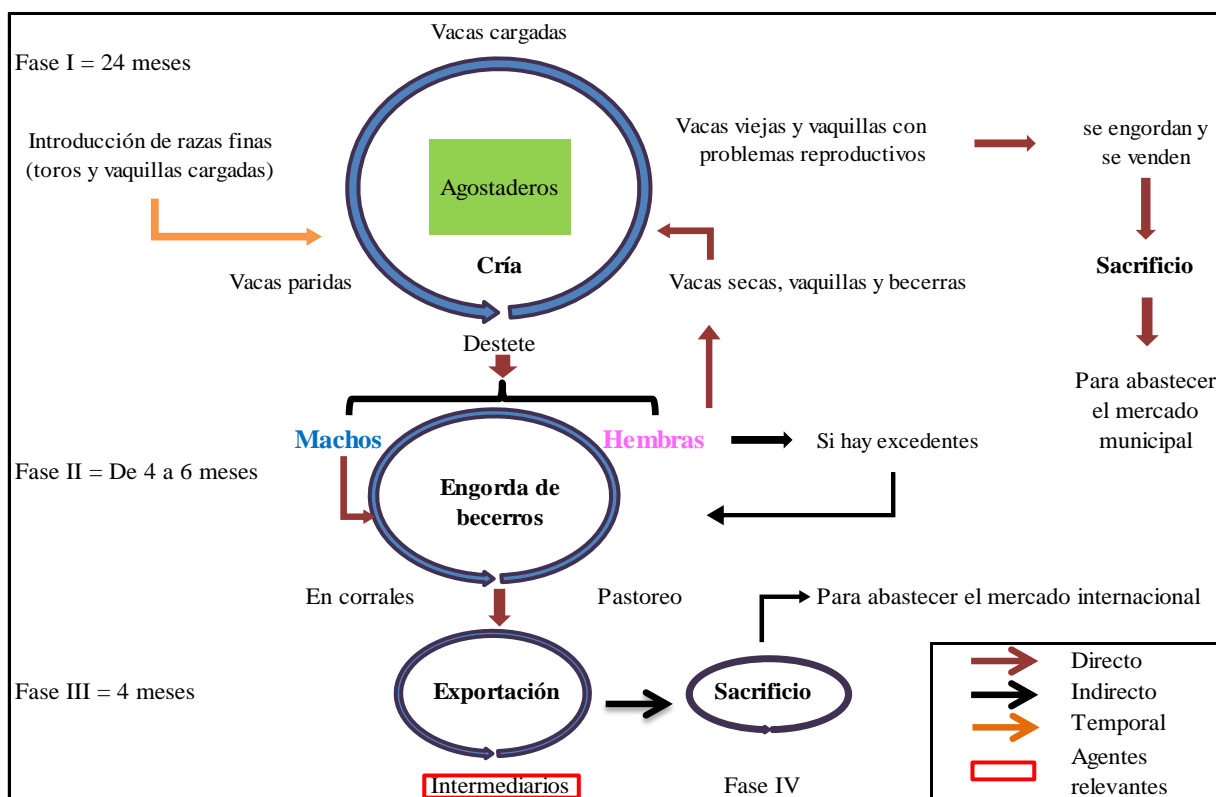 Vacas cargadas
Fase I = 24 meses
Introducción de razas finas
(toros y vaquillas cargadas)
Agostaderos
Vacas viejas y vaquillas con
problemas reproductivos
se engordan y
se venden
Cría
Vacas paridas
Vacas secas, vaquillas y becerras
Sacrificio
Destete
Para abastecer
el mercado
municipal
Machos
Hembras
Si hay excedentes
Fase II = De 4 a 6 meses
Engorda de
becerros
En corrales
Pastoreo
Para abastecer el mercado internacional
Fase III = 4 meses
Exportación
Sacrificio
Intermediarios
Fase IV
Directo
Indirecto
Temporal
Agentes
relevantes